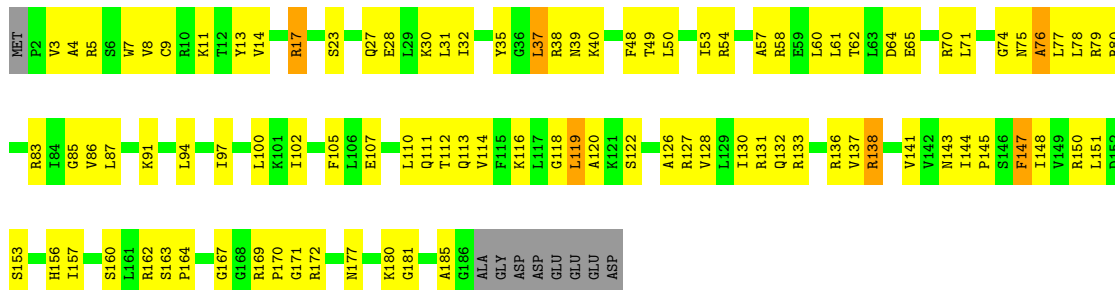 MET P2 V3 A4 R5 S6 W7 V8 C9 R10 K11 T12 Y13 V14 R17 S23 Q27 E28 L29 K30 L31 I32 Y35 G36 L37 R38 N39 K40 F48 T49 L50 I53 R54 A57 R58 E59 L60 L61 T62 L63 D64 E65 R70 L71 G74 N75 A76 L77 L78 R79
R83 I84 G85 V86 L87 K91 L94 I97 L100 K101 I102 F105 L106 E107 L110 Q111 T112 Q113 V114 F115 K116 L117 G118 L119 A120 K121 S122 A126 R127 V128 L129 I130 R131 Q132 R133 R136 V137 R138 V141 V142 N143 I144 P145 S146 F147 I148 V149 R150 L151
S153 H156 I157 S160 L161 R162 S163 P164 G167 G168 R169 P170 G171 R172 N177 K180 G181 A185 G186 ALA GLY ASP ASP GLU GLU GLU ASP